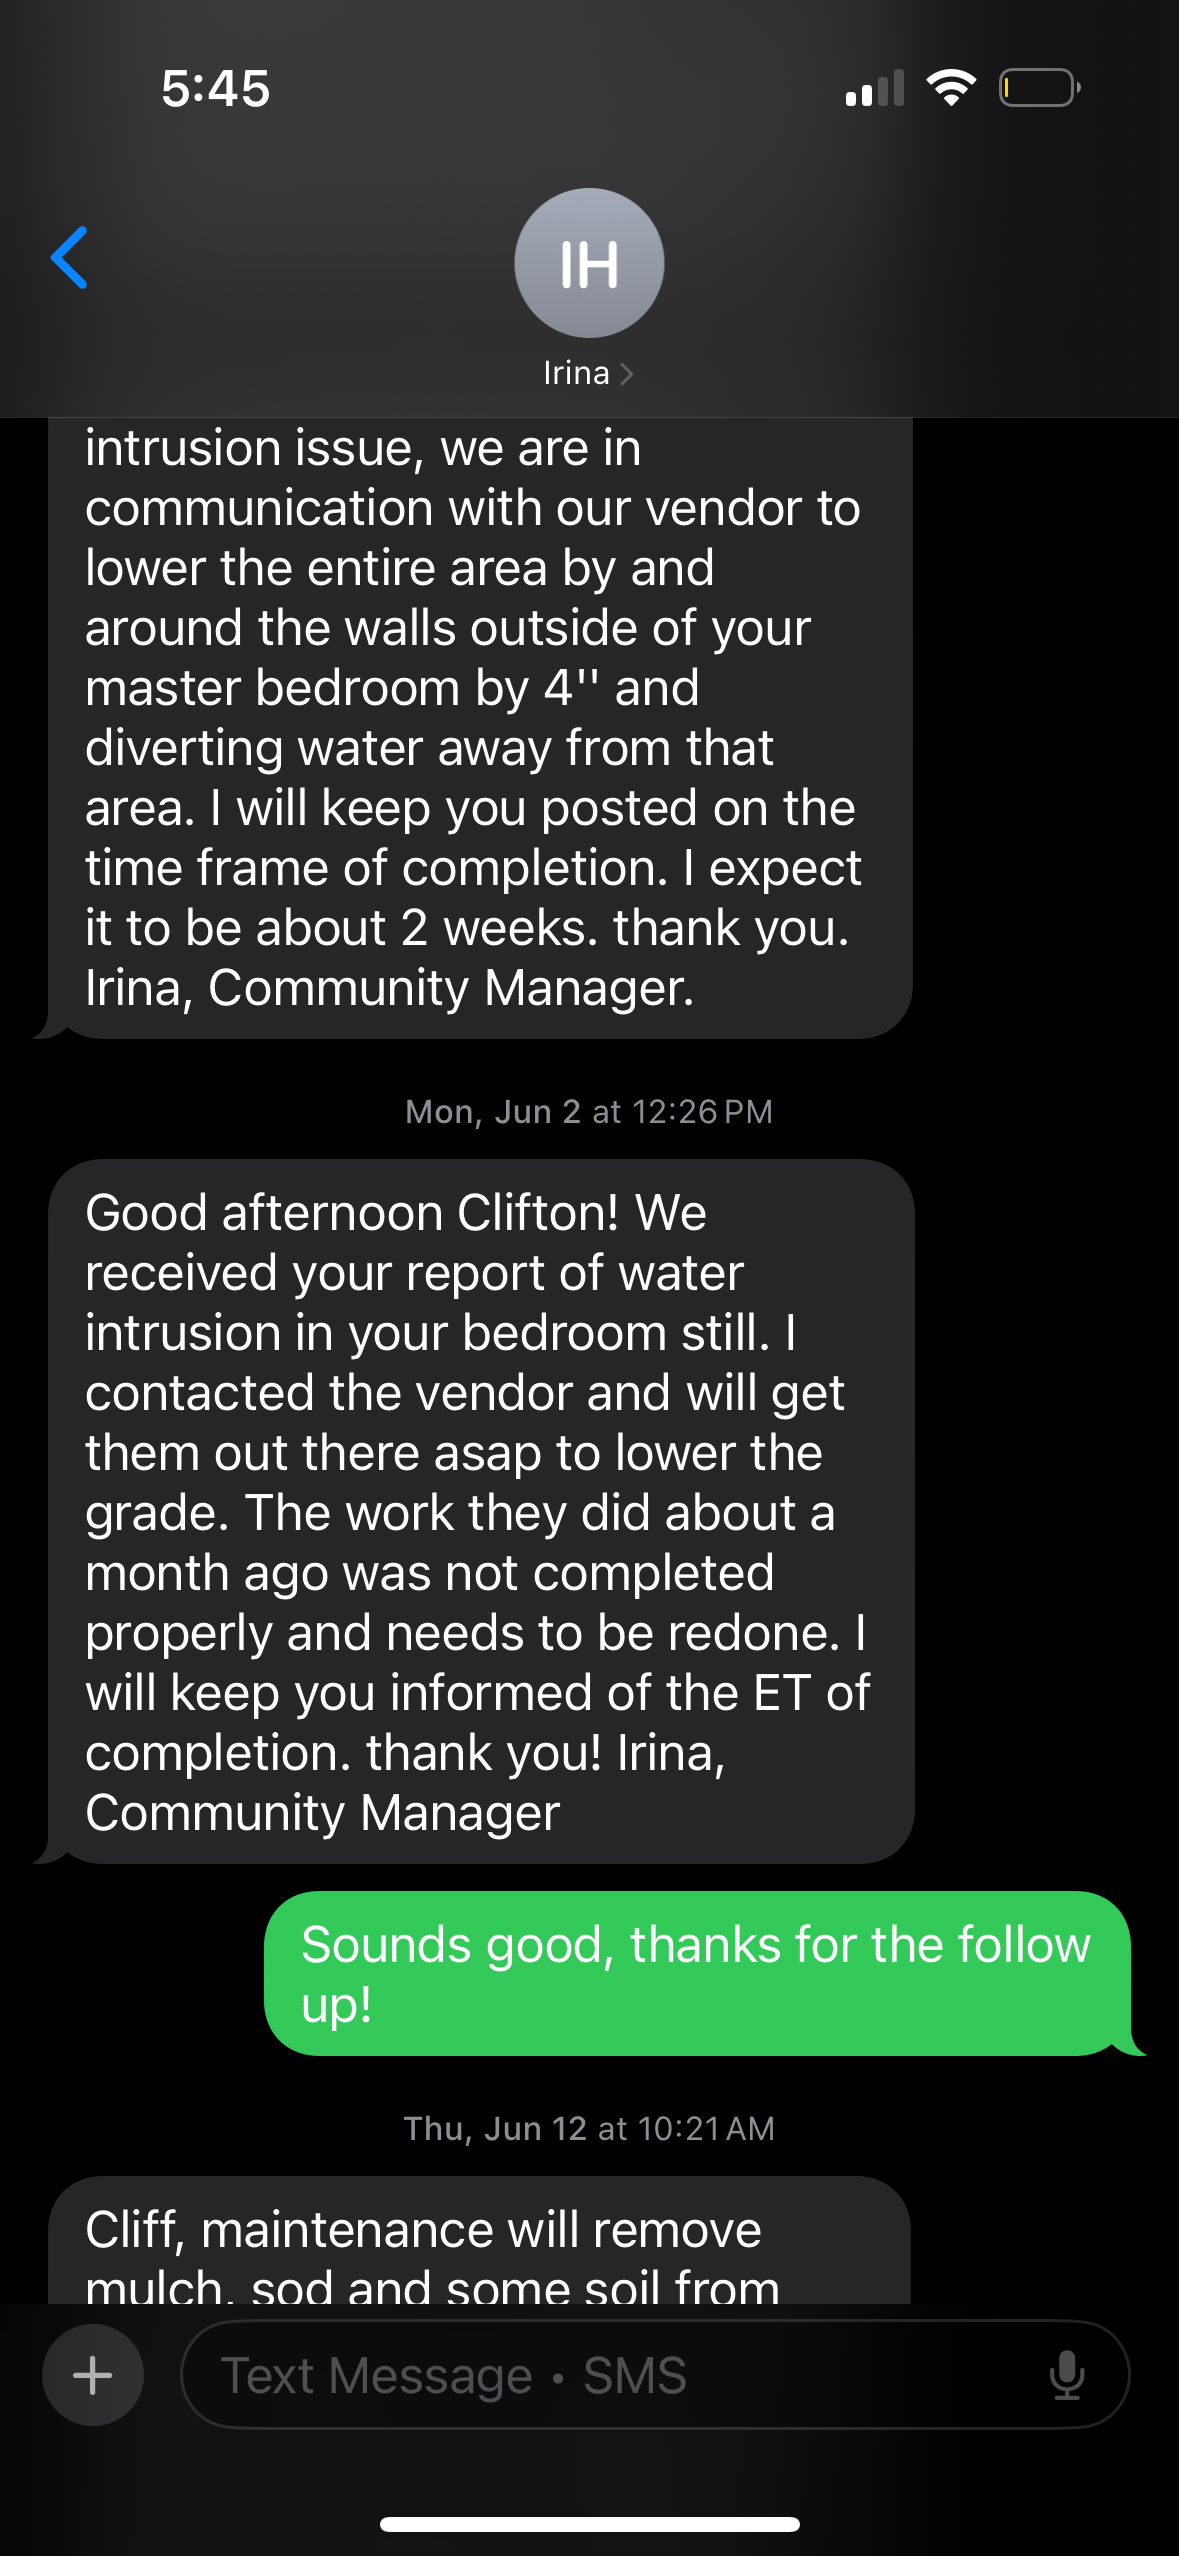 5:45
IH
Irina
intrusion issue, we are in
communication with our vendor to
lower the entire area by and
around the walls outside of your
master bedroom by 4'' and
diverting water away from that
area. I will keep you posted on the
time frame of completion. I expect
it to be about 2 weeks. thank you.
Irina, Community Manager.
Mon, Jun 2 at 12:26 PM
Good afternoon Clifton! We
received your report of water
intrusion in your bedroom still. I
contacted the vendor and will get
them out there asap to lower the
grade. The work they did about a
month ago was not completed
properly and needs to be redone. I
will keep you informed of the ET of
completion. thank you! Irina,
Community Manager
Sounds good, thanks for the follow
up!
Thu, Jun 12 at 10:21 AM
Cliff, maintenance will remove
mulch, sod and some soil from
Text Message • SMS